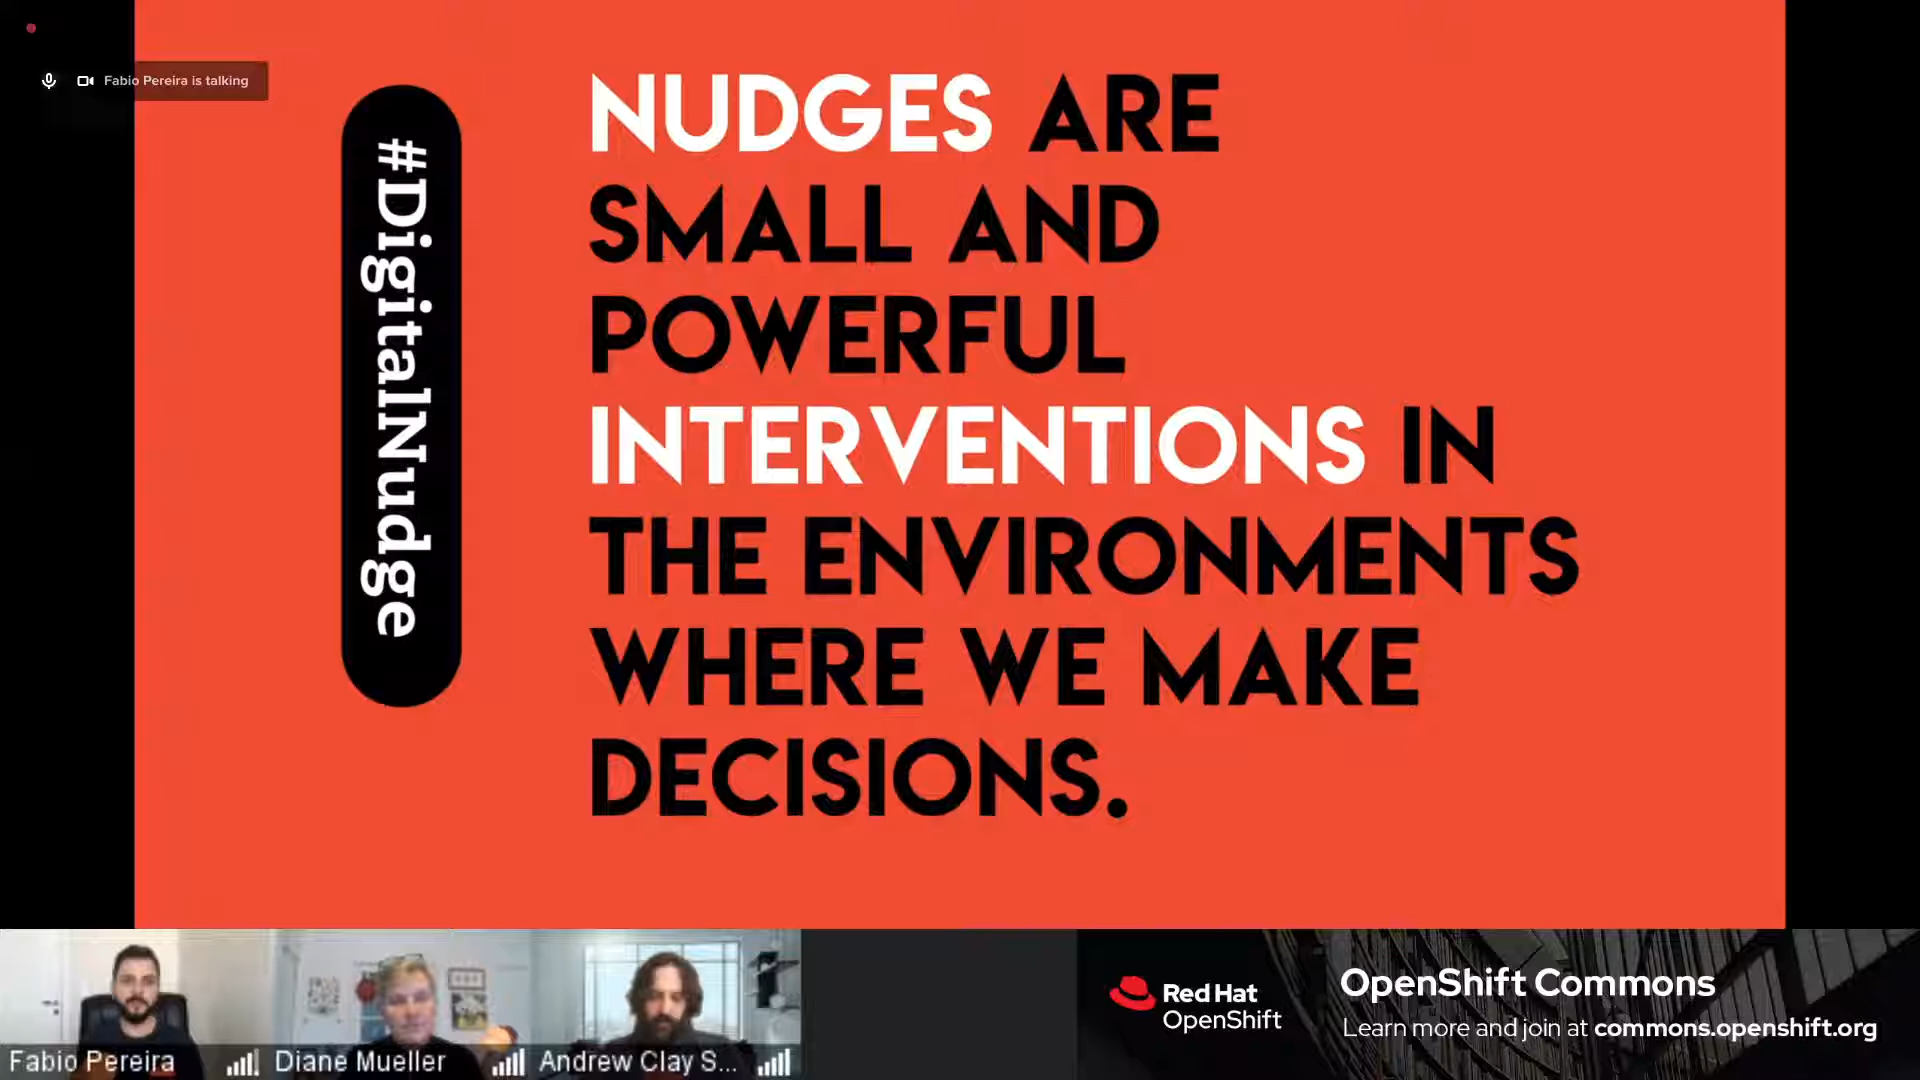 Fabio Pereira is talking
#DigitalNudge
NUDGES ARE
SMALL AND
POWERFUL
INTERVENTIONS IN
THE ENVIRONMENTS
WHERE WE MAKE
DECISIONS.
Fabio Pereira
Diane Mueller
Andrew Clay S...
Red Hat
OpenShift
OpenShift Commons
Learn more and join at commons.openshift.org